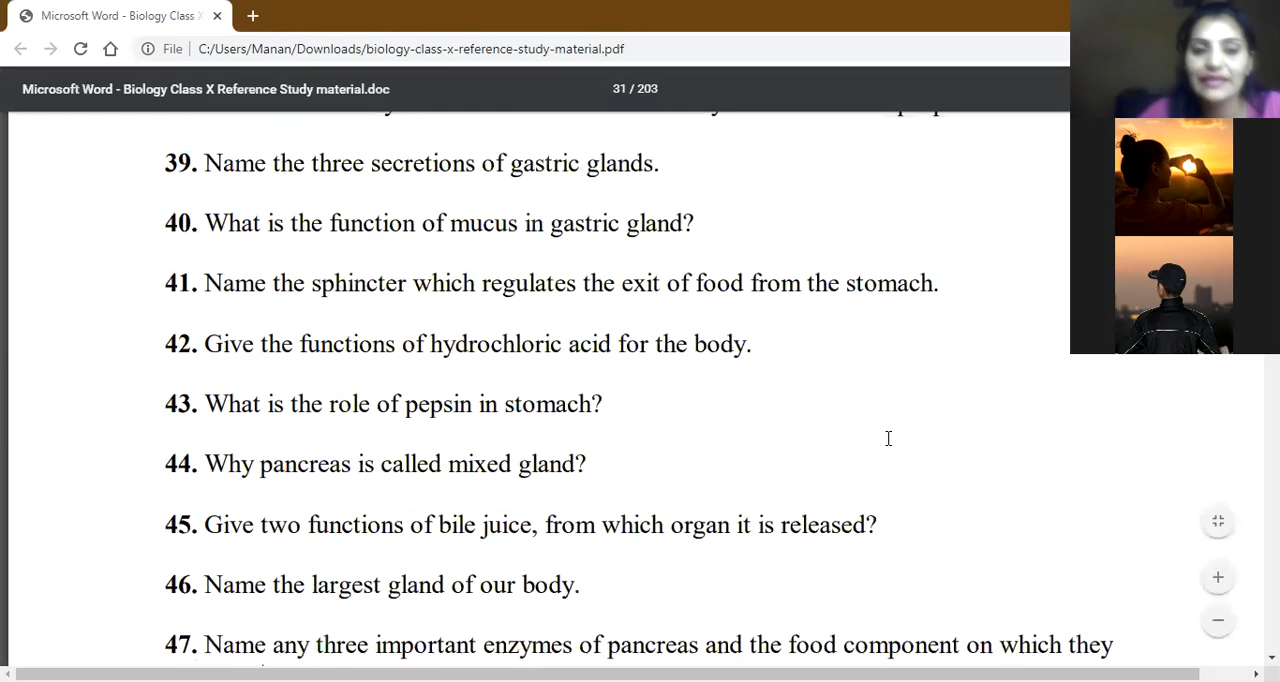 Microsoft Word - Biology Class X
File
C:/Users/Manan/Downloads/biology-class-x-reference-study-material.pdf
Microsoft Word - Biology Class X Reference Study material.doc
31 / 203
39. Name the three secretions of gastric glands.
40. What is the function of mucus in gastric gland?
41. Name the sphincter which regulates the exit of food from the stomach.
42. Give the functions of hydrochloric acid for the body.
43. What is the role of pepsin in stomach?
44. Why pancreas is called mixed gland?
45. Give two functions of bile juice, from which organ it is released?
46. Name the largest gland of our body.
47. Name any three important enzymes of pancreas and the food component on which they